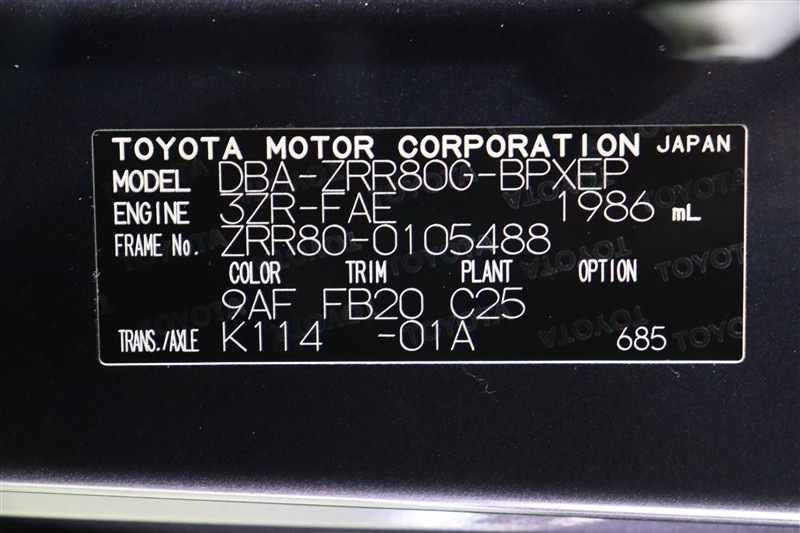 TOYOTA MOTOR CORPORATION JAPAN
MODEL DBA-ZRR80G-BPXEP
ENGINE 3ZR-FAE 1986 mL
FRAME No. ZRR80-0105488
COLOR TRIM PLANT OPTION
9AF FB20 C25
TRANS./AXLE K114 -01A 685